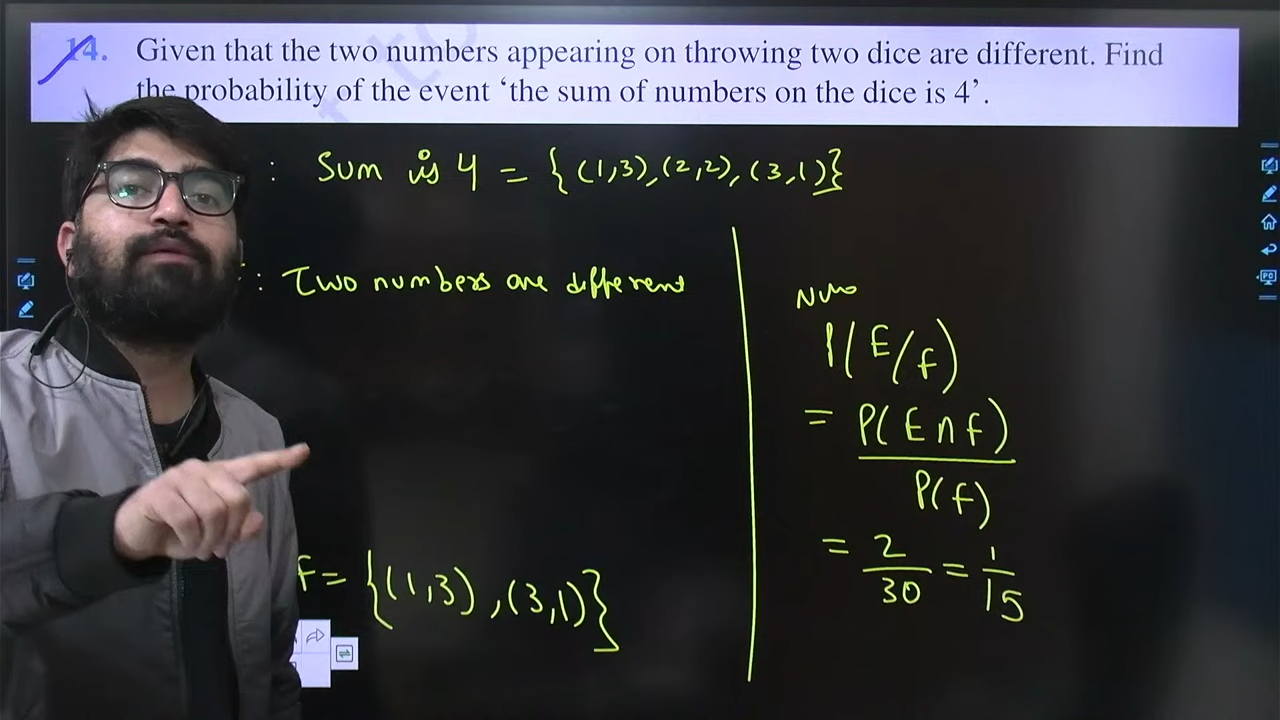 14. Given that the two numbers appearing on throwing two dice are different. Find
the probability of the event ‘the sum of numbers on the dice is 4’.
: Sum is 4 = {(1,3),(2,2),(3,1)}
: Two numbers are different
F = {(1,3),(3,1)}
P(E/F)
= P(E∩F)
P(F)
= 2/30 = 1/15
PC